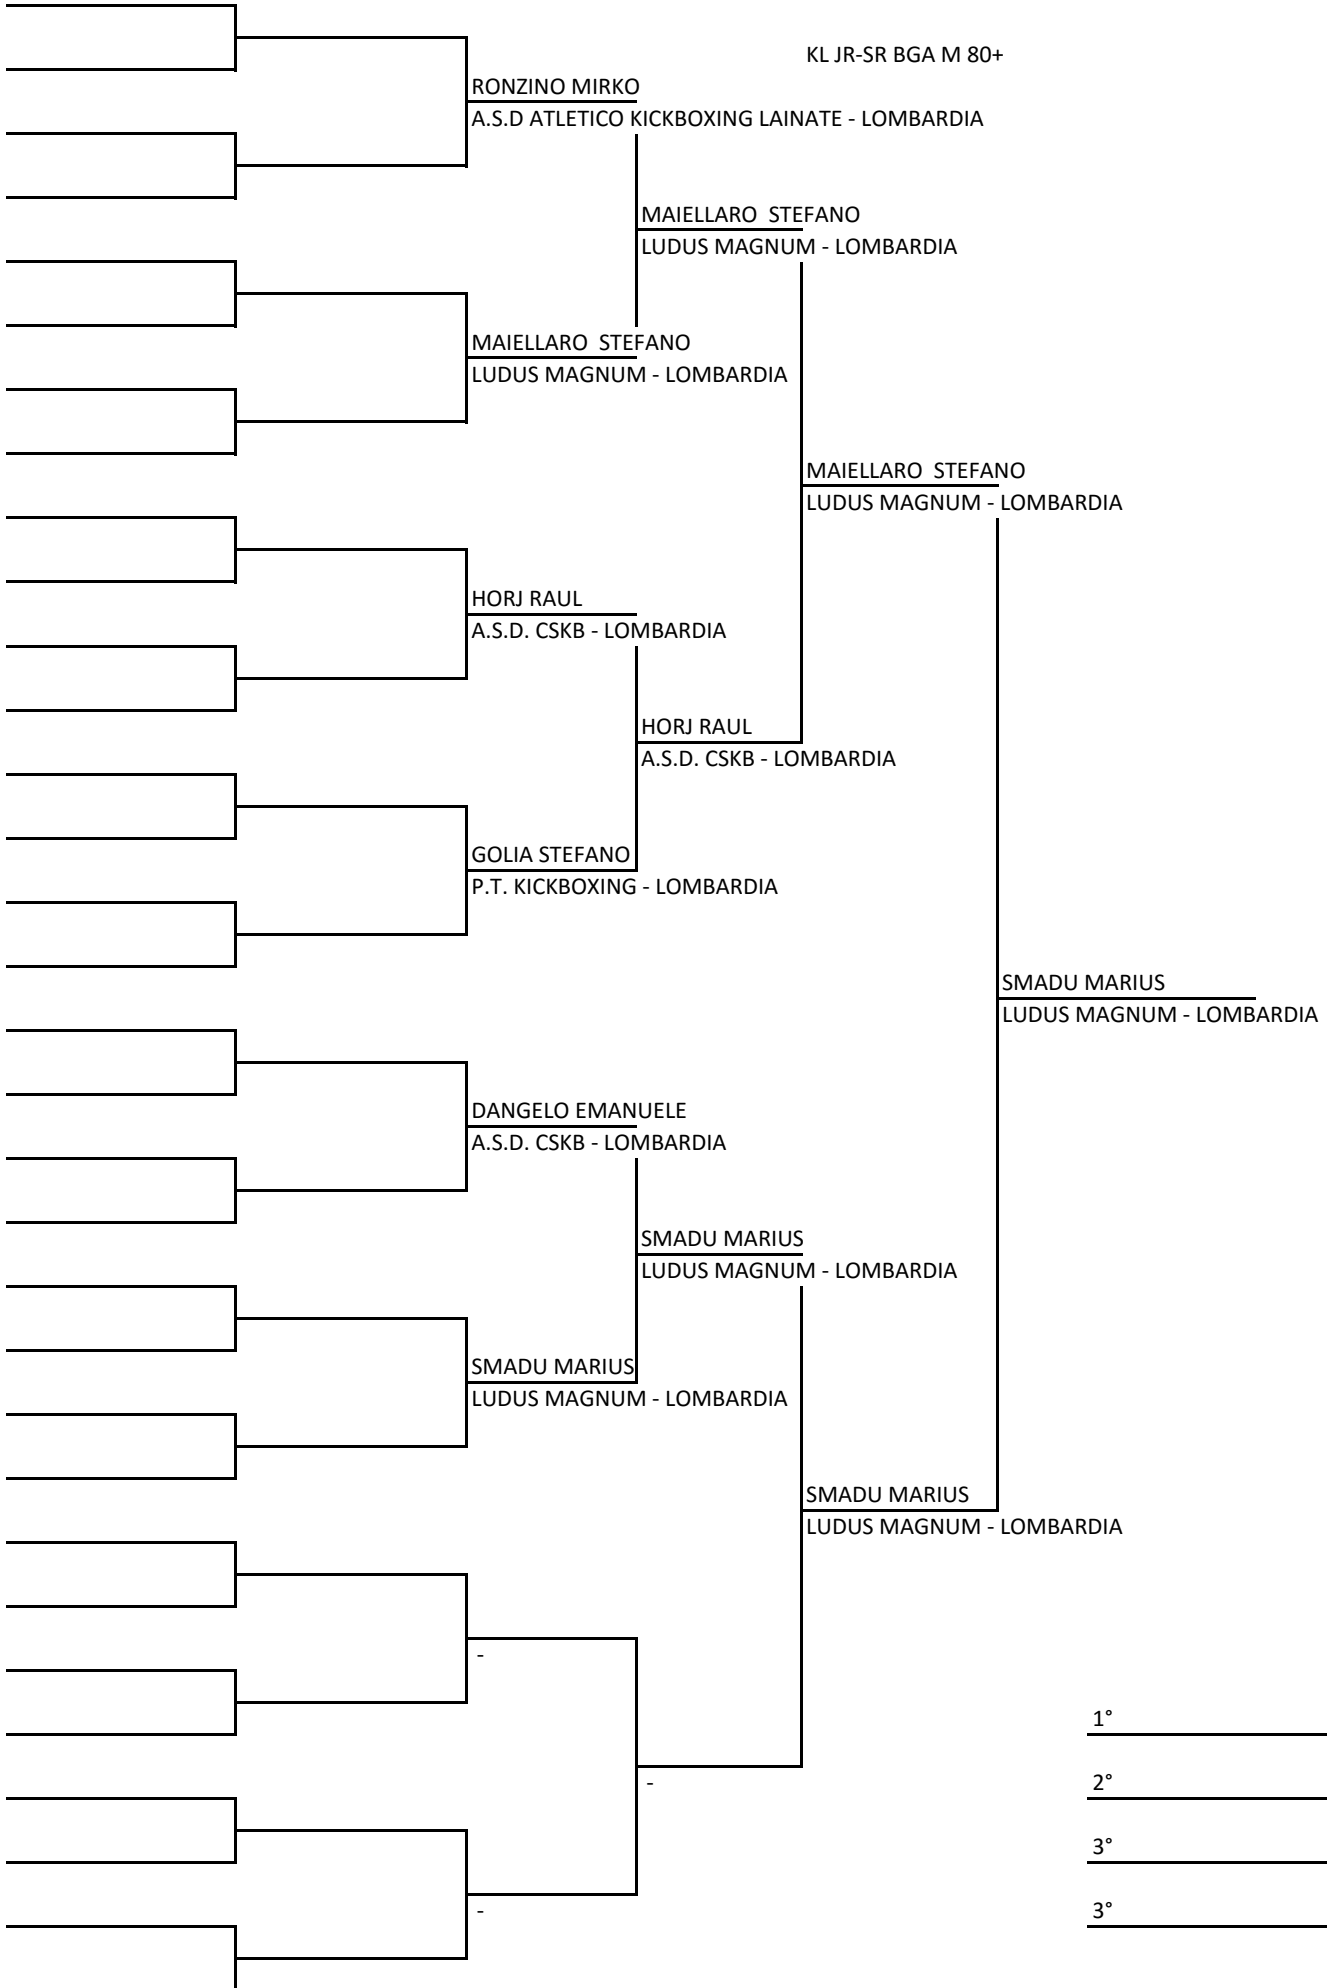 KL JR-SR BGA M 80+
RONZINO MIRKO
A.S.D ATLETICO KICKBOXING LAINATE - LOMBARDIA
MAIELLARO  STEFANO
LUDUS MAGNUM - LOMBARDIA
MAIELLARO  STEFANO
LUDUS MAGNUM - LOMBARDIA
MAIELLARO  STEFANO
LUDUS MAGNUM - LOMBARDIA
HORJ RAUL
A.S.D. CSKB - LOMBARDIA
HORJ RAUL
A.S.D. CSKB - LOMBARDIA
GOLIA STEFANO
P.T. KICKBOXING - LOMBARDIA
SMADU MARIUS
LUDUS MAGNUM - LOMBARDIA
DANGELO EMANUELE
A.S.D. CSKB - LOMBARDIA
SMADU MARIUS
LUDUS MAGNUM - LOMBARDIA
SMADU MARIUS
LUDUS MAGNUM - LOMBARDIA
SMADU MARIUS
LUDUS MAGNUM - LOMBARDIA
-
1°
2°
-
3°
3°
-